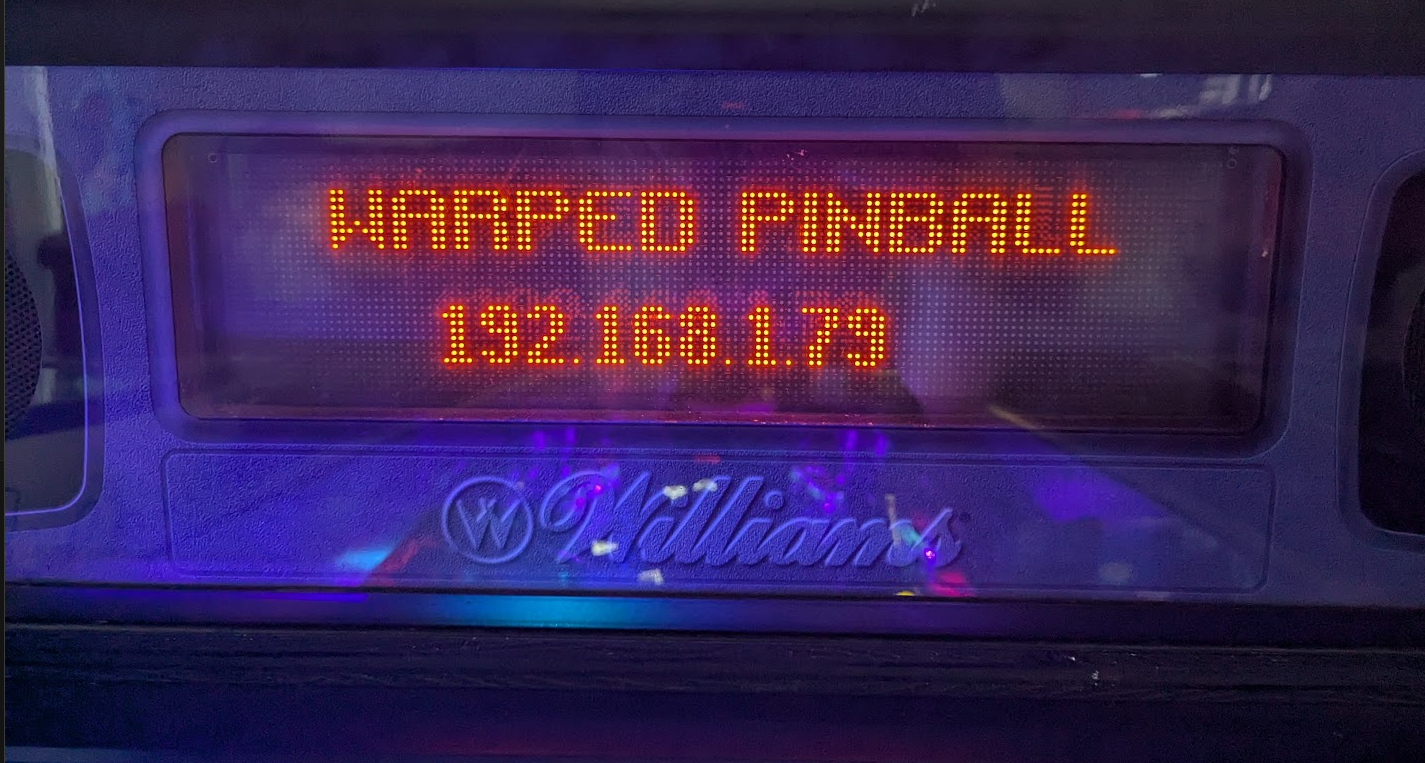 WARPED PINBALL
192.168.1.79
W Williams